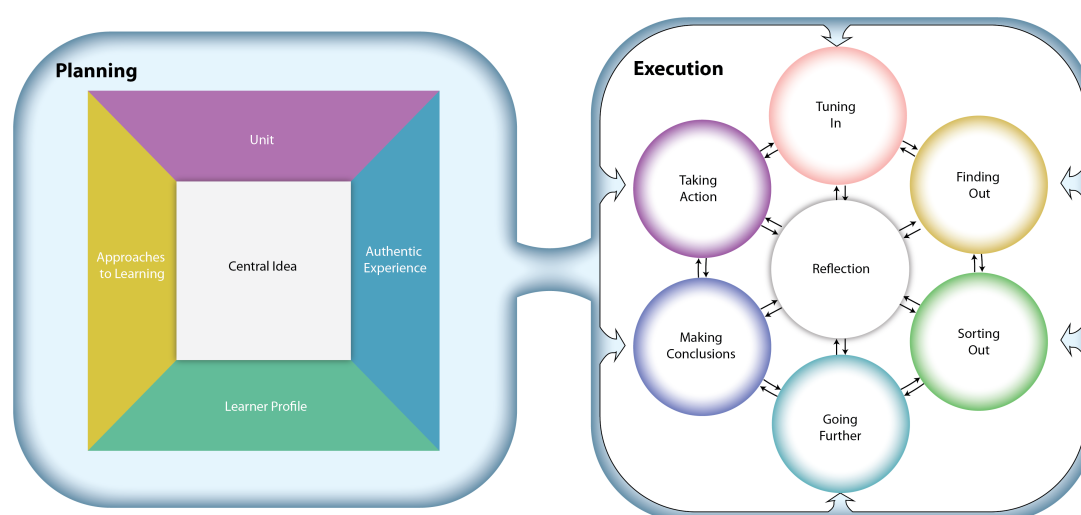 Planning
Unit
Approaches
to Learning
Central Idea
Authentic
Experience
Learner Profile
Execution
Tuning
In
Taking
Action
Finding
Out
Reflection
Making
Conclusions
Sorting
Out
Going
Further